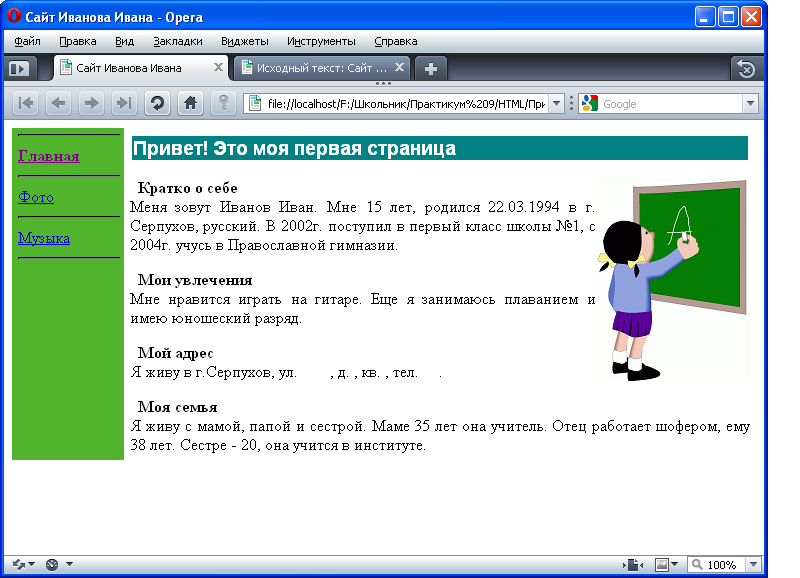 Сайт Иванова Ивана - Opera
Файл Правка Вид Закладки Виджеты Инструменты Справка
Сайт Иванова Ивана
Исходный текст: Сайт ...
file://localhost/F:/Школьник/Практикум%209/HTML/При
Google
Главная
Фото
Музыка
Привет! Это моя первая страница
Кратко о себе
Меня зовут Иванов Иван. Мне 15 лет, родился 22.03.1994 в г.
Серпухов, русский. В 2002г. поступил в первый класс школы №1, с
2004г. учусь в Православной гимназии.
Мои увлечения
Мне нравится играть на гитаре. Еще я занимаюсь плаванием и
имею юношеский разряд.
Мой адрес
Я живу в г.Серпухов, ул. , д. , кв. , тел. .
Моя семья
Я живу с мамой, папой и сестрой. Маме 35 лет она учитель. Отец работает шофером, ему
38 лет. Сестре - 20, она учится в институте.
A
100%